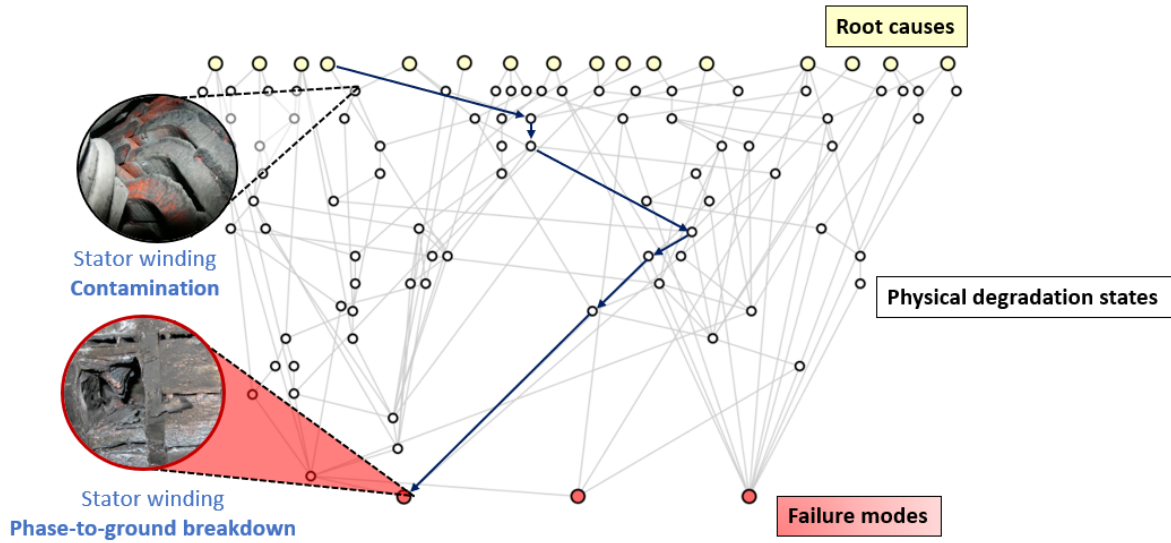 Root causes
Stator winding
Contamination
Physical degradation states
Stator winding
Phase-to-ground breakdown
Failure modes